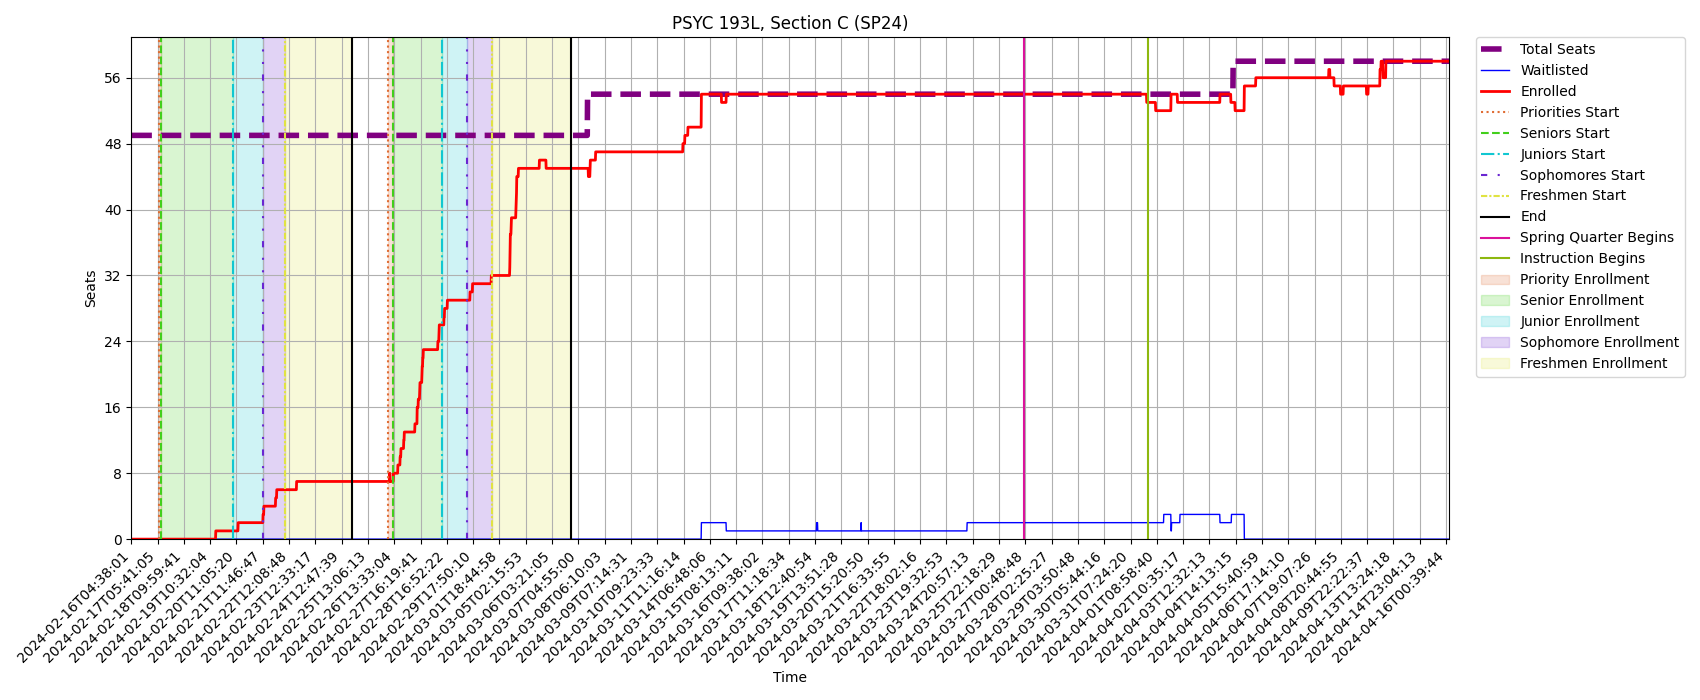 PSYC 193L, Section C (SP24)
Seats
56
48
40
32
24
16
8
0
Total Seats
Waitlisted
Enrolled
Priorities Start
Seniors Start
Juniors Start
Sophomores Start
Freshmen Start
End
Spring Quarter Begins
Instruction Begins
Priority Enrollment
Senior Enrollment
Junior Enrollment
Sophomore Enrollment
Freshmen Enrollment
2024-02-16T04:38:01
2024-02-17T05:41:05
2024-02-18T09:59:41
2024-02-19T10:32:04
2024-02-20T11:05:20
2024-02-21T11:46:47
2024-02-22T12:08:48
2024-02-23T12:33:17
2024-02-24T12:47:39
2024-02-25T13:06:13
2024-02-26T13:33:04
2024-02-27T16:19:41
2024-02-28T16:52:22
2024-02-29T17:50:10
2024-03-01T18:44:58
2024-03-05T02:15:53
2024-03-06T03:21:05
2024-03-07T04:55:00
2024-03-08T06:10:03
2024-03-09T07:14:31
2024-03-10T09:23:33
2024-03-11T11:16:14
2024-03-14T06:48:06
2024-03-15T08:13:11
2024-03-16T09:38:02
2024-03-17T11:18:34
2024-03-18T12:40:54
2024-03-19T13:51:28
2024-03-20T15:20:50
2024-03-21T16:33:55
2024-03-22T18:02:16
2024-03-23T19:32:53
2024-03-24T20:57:13
2024-03-25T22:18:29
2024-03-27T00:48:48
2024-03-28T02:25:27
2024-03-29T03:50:48
2024-03-30T05:44:16
2024-03-31T07:24:20
2024-04-01T08:58:40
2024-04-02T10:35:17
2024-04-03T12:32:13
2024-04-04T14:13:15
2024-04-05T15:40:59
2024-04-06T17:14:10
2024-04-07T19:07:26
2024-04-08T20:44:55
2024-04-09T22:22:37
2024-04-13T13:24:18
2024-04-14T23:04:13
2024-04-16T00:39:44
Time